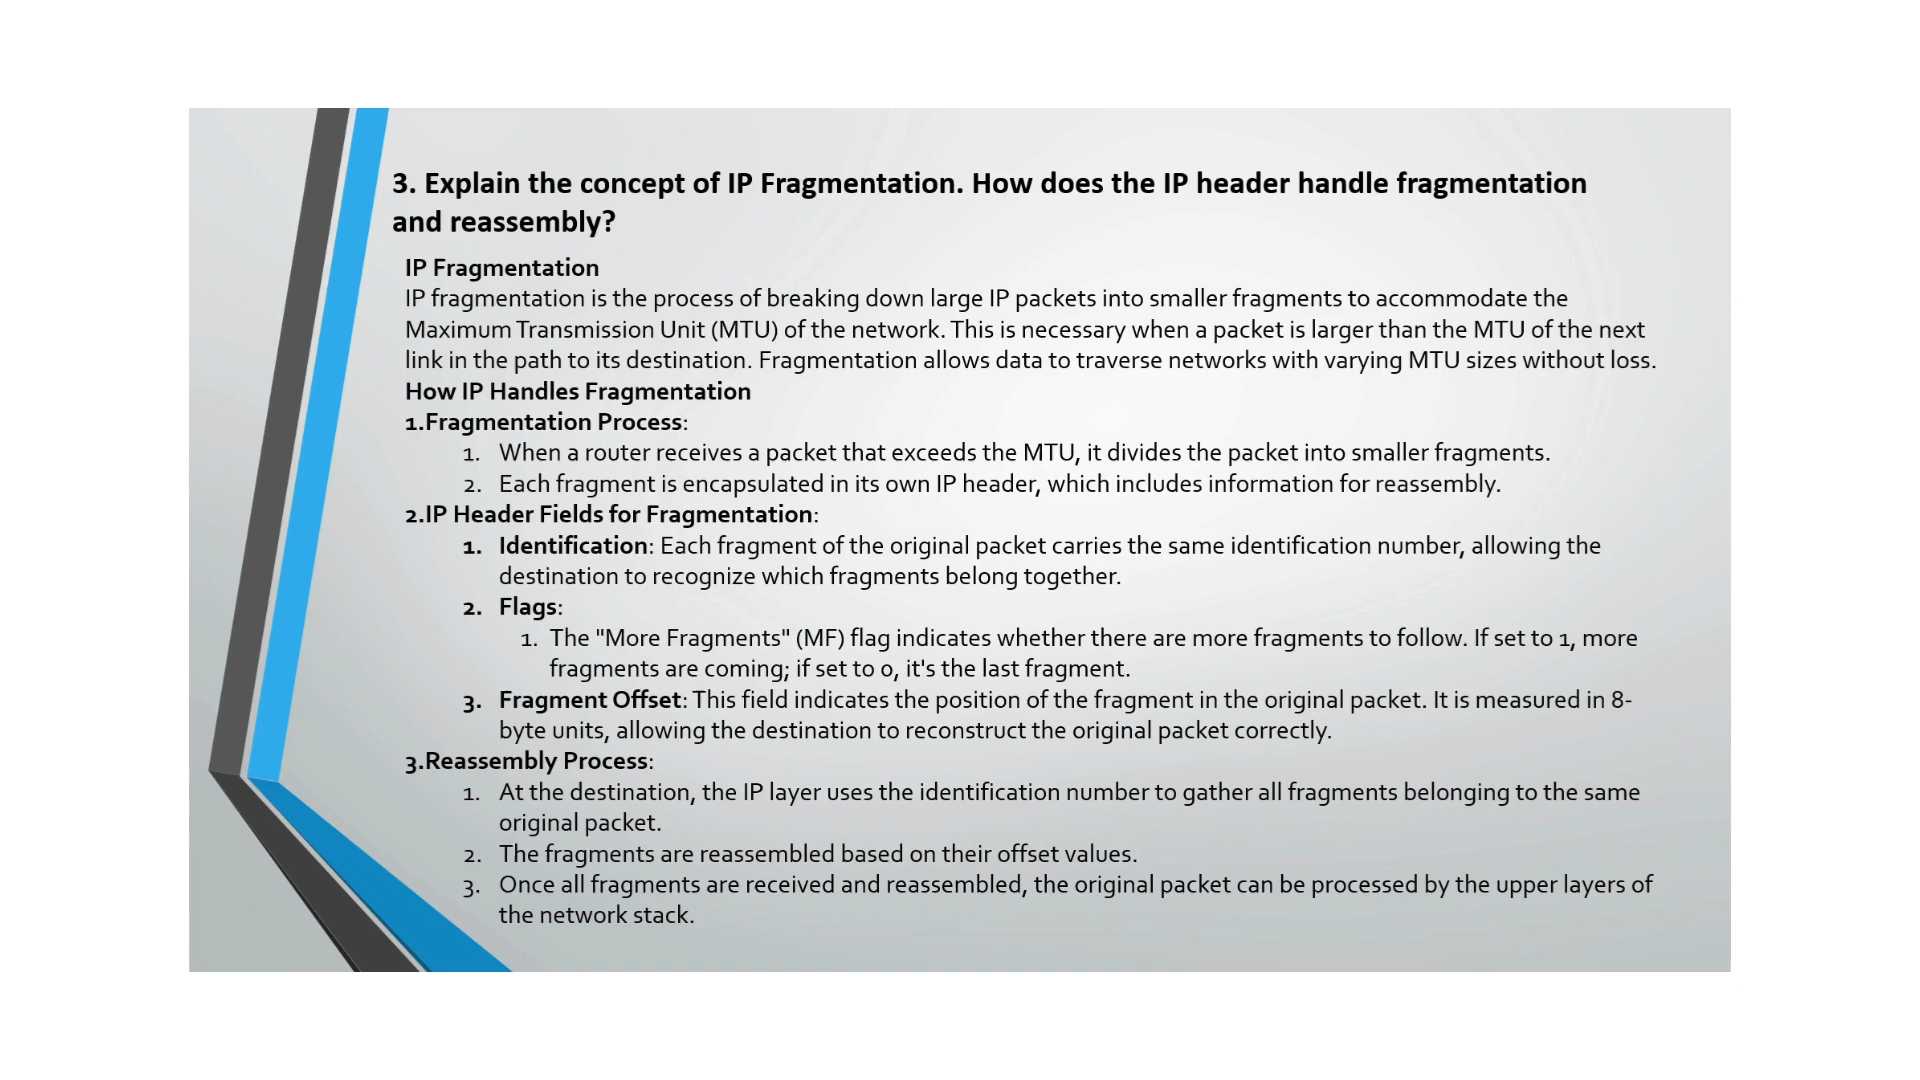 3. Explain the concept of IP Fragmentation. How does the IP header handle fragmentation
and reassembly?
IP Fragmentation
IP fragmentation is the process of breaking down large IP packets into smaller fragments to accommodate the
Maximum Transmission Unit (MTU) of the network. This is necessary when a packet is larger than the MTU of the next
link in the path to its destination. Fragmentation allows data to traverse networks with varying MTU sizes without loss.
How IP Handles Fragmentation
1.Fragmentation Process:
1. When a router receives a packet that exceeds the MTU, it divides the packet into smaller fragments.
2. Each fragment is encapsulated in its own IP header, which includes information for reassembly.
2.IP Header Fields for Fragmentation:
1. Identification: Each fragment of the original packet carries the same identification number, allowing the
destination to recognize which fragments belong together.
2. Flags:
1. The "More Fragments" (MF) flag indicates whether there are more fragments to follow. If set to 1, more
fragments are coming; if set to 0, it's the last fragment.
3. Fragment Offset: This field indicates the position of the fragment in the original packet. It is measured in 8-
byte units, allowing the destination to reconstruct the original packet correctly.
3.Reassembly Process:
1. At the destination, the IP layer uses the identification number to gather all fragments belonging to the same
original packet.
2. The fragments are reassembled based on their offset values.
3. Once all fragments are received and reassembled, the original packet can be processed by the upper layers of
the network stack.